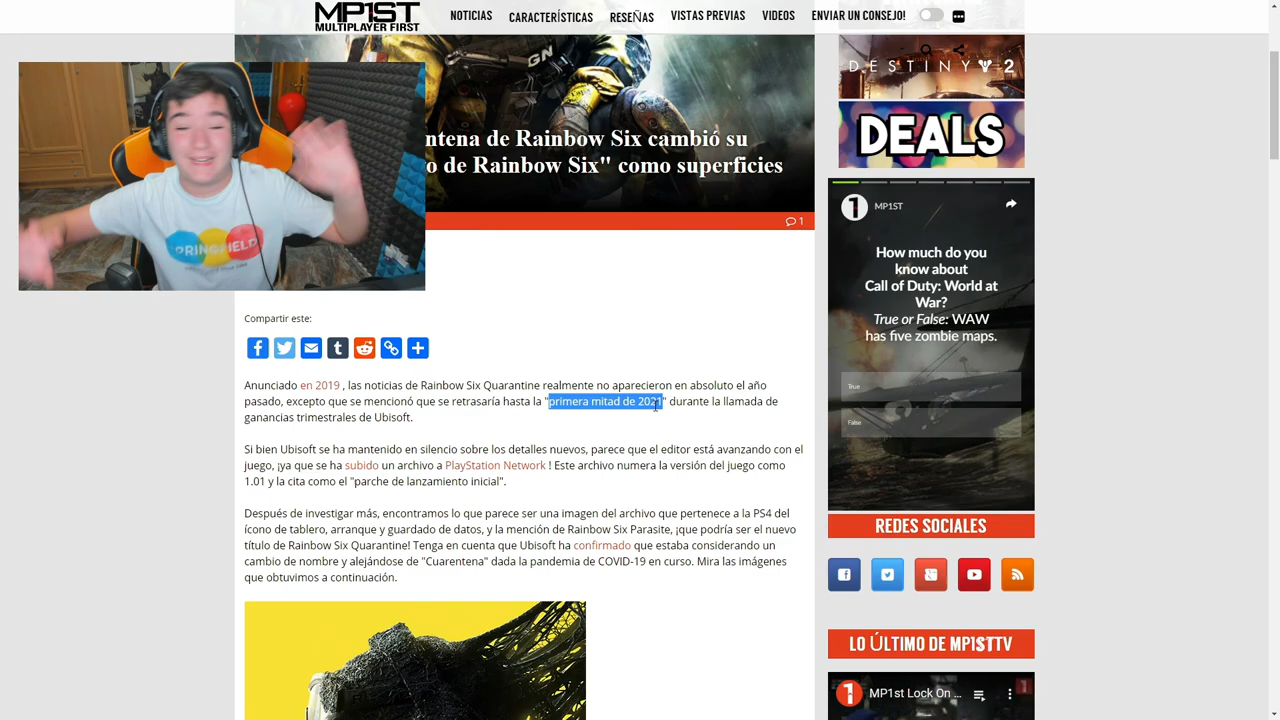 MP1ST
MULTIPLAYER FIRST
NOTICIAS CARACTERÍSTICAS RESEÑAS VISTAS PREVIAS VIDEOS ENVIAR UN CONSEJO!
ntena de Rainbow Six cambió su
o de Rainbow Six" como superficies
1
PRINGFIELD
Compartir este:
Anunciado en 2019 , las noticias de Rainbow Six Quarantine realmente no aparecieron en absoluto el año
pasado, excepto que se mencionó que se retrasaría hasta la "primera mitad de 2021" durante la llamada de
ganancias trimestrales de Ubisoft.
Si bien Ubisoft se ha mantenido en silencio sobre los detalles nuevos, parece que el editor está avanzando con el
juego, ¡ya que se ha subido un archivo a PlayStation Network ! Este archivo numera la versión del juego como
1.01 y la cita como el "parche de lanzamiento inicial".
Después de investigar más, encontramos lo que parece ser una imagen del archivo que pertenece a la PS4 del
ícono de tablero, arranque y guardado de datos, y la mención de Rainbow Six Parasite, ¡que podría ser el nuevo
título de Rainbow Six Quarantine! Tenga en cuenta que Ubisoft ha confirmado que estaba considerando un
cambio de nombre y alejándose de "Cuarentena" dada la pandemia de COVID-19 en curso. Mira las imágenes
que obtuvimos a continuación.
DESTINY 2
DEALS
1 MP1ST
How much do you
know about
Call of Duty: World at
War?
True or False: WAW
has five zombie maps.
True
False
REDES SOCIALES
LO ÚLTIMO DE MP1STTV
MP1st Lock On ...